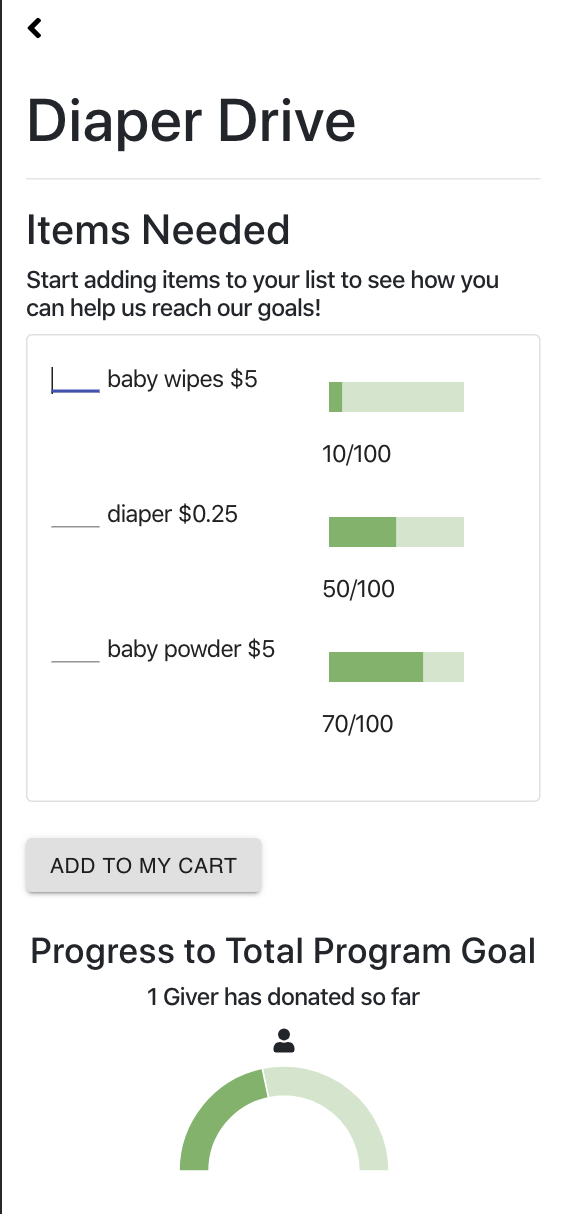 Diaper Drive
Items Needed
Start adding items to your list to see how you
can help us reach our goals!
baby wipes $5
10/100
diaper $0.25
50/100
baby powder $5
70/100
ADD TO MY CART
Progress to Total Program Goal
1 Giver has donated so far